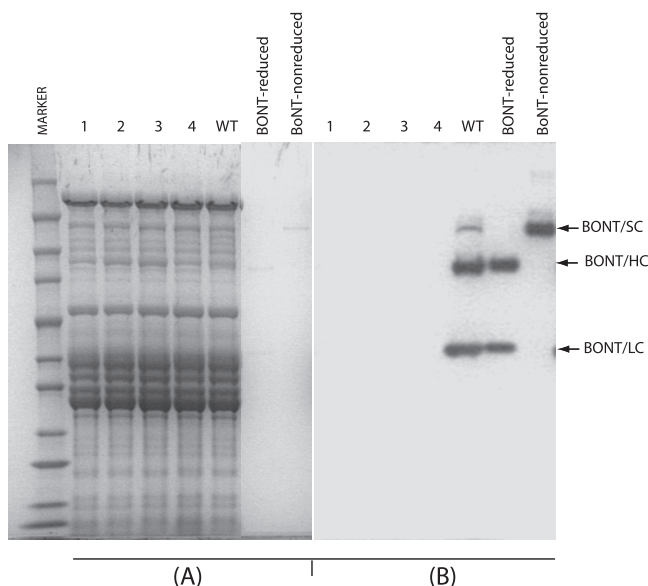 MARKER
1
2
3
4
WT
BONT-reduced
BoNT-nonreduced
1
2
3
4
WT
BONT-reduced
BoNT-nonreduced
BONT/SC
BONT/HC
BONT/LC
(A)
(B)